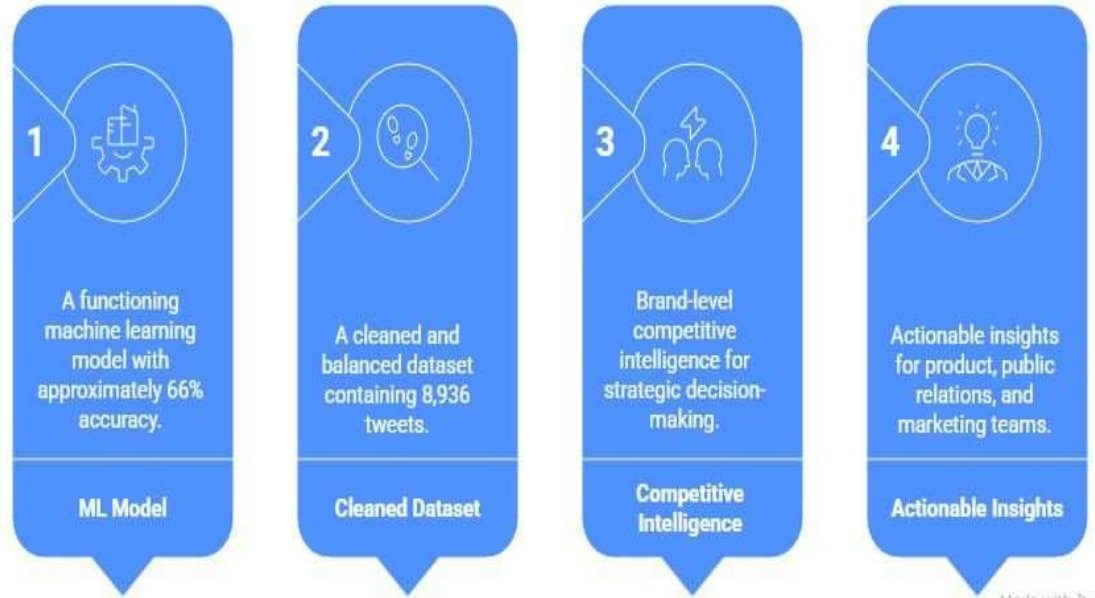 1
A functioning
machine learning
model with
approximately 66%
accuracy.
ML Model
2
A cleaned and
balanced dataset
containing 8,936
tweets.
Cleaned Dataset
3
Brand-level
competitive
intelligence for
strategic decision-
making.
Competitive
Intelligence
4
Actionable insights
for product, public
relations, and
marketing teams.
Actionable Insights
Made with